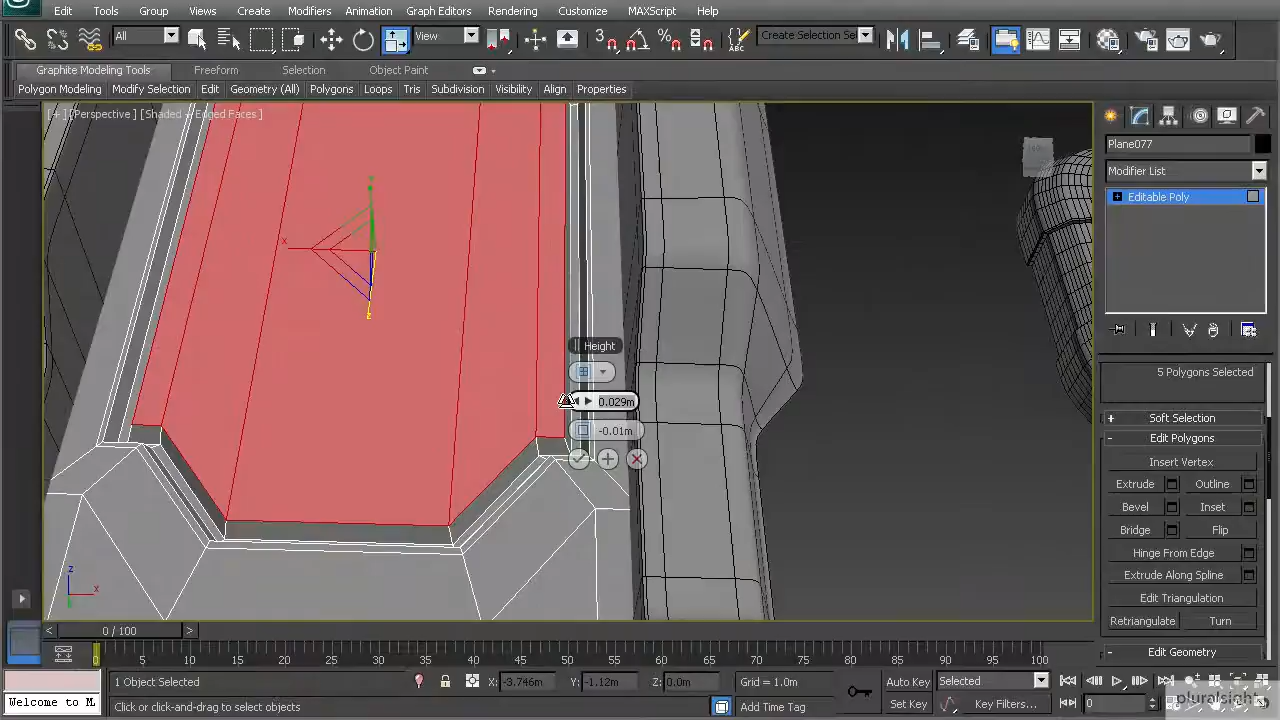 Edit Tools Group Views Create Modifiers Animation Graph Editors Rendering Customize MAXScript Help
All View Create Selection Se
Graphite Modeling Tools Freeform Selection Object Paint
Polygon Modeling Modify Selection Edit Geometry (All) Polygons Loops Tris Subdivision Visibility Align Properties
[ + ] [Perspective ] [Shaded + Edged Faces ]
Plane077
Modifier List
Editable Poly
x
Height
0.029m
-0.01m
5 Polygons Selected
+ Soft Selection
- Edit Polygons
Insert Vertex
Extrude Outline
Bevel Inset
Bridge Flip
Hinge From Edge
Extrude Along Spline
Edit Triangulation
Retriangulate Turn
- Edit Geometry
z
x
< 0 / 100 >
0 5 10 15 20 25 30 35 40 45 50 55 60 65 70 75 80 85 90 95 100
1 Object Selected X: -3.746m Y: -1.12m Z: 0.0m Grid = 1.0m Auto Key Selected
Welcome to M Click or click-and-drag to select objects Add Time Tag Set Key Key Filters... 0
pluralsight